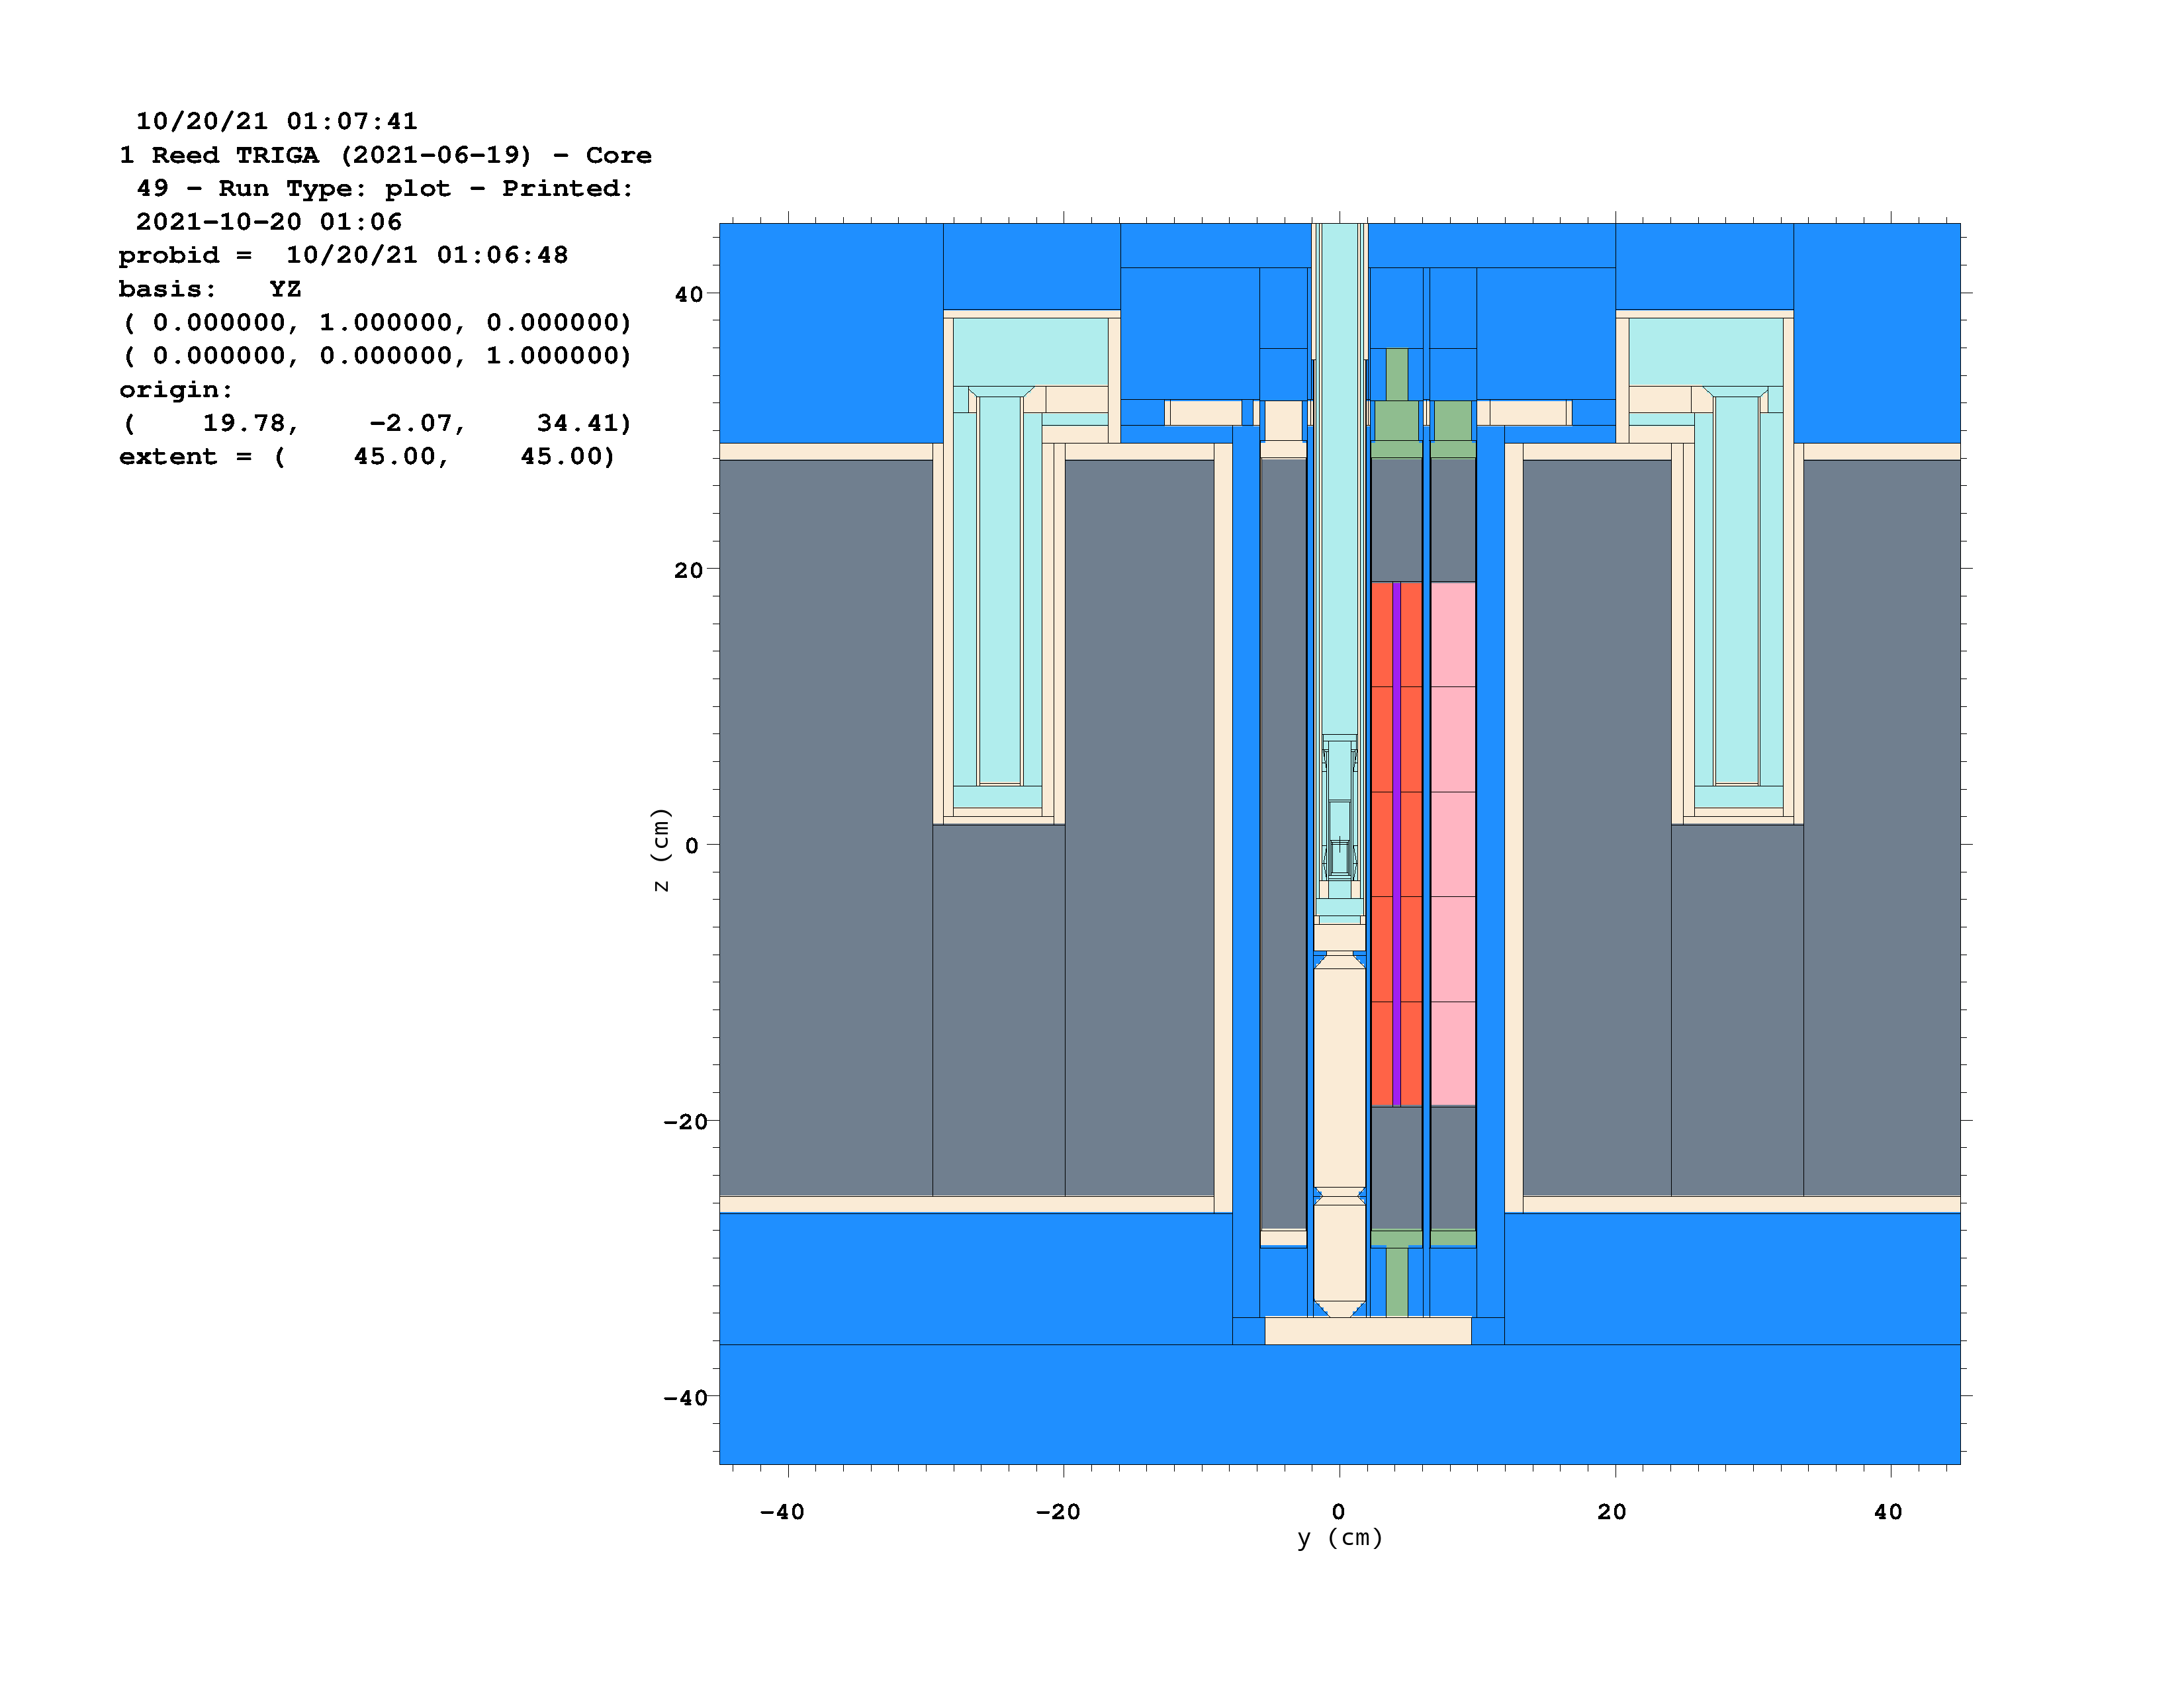 10/20/21 01:07:41
1 Reed TRIGA (2021-06-19) - Core
49 - Run Type: plot - Printed:
2021-10-20 01:06
probid =  10/20/21 01:06:48
basis:   YZ
( 0.000000, 1.000000, 0.000000)
( 0.000000, 0.000000, 1.000000)
origin:
(    19.78,    -2.07,    34.41)
extent = (    45.00,    45.00)
40
20
z (cm)
0
-20
-40
-40 -20 0 20 40
y (cm)